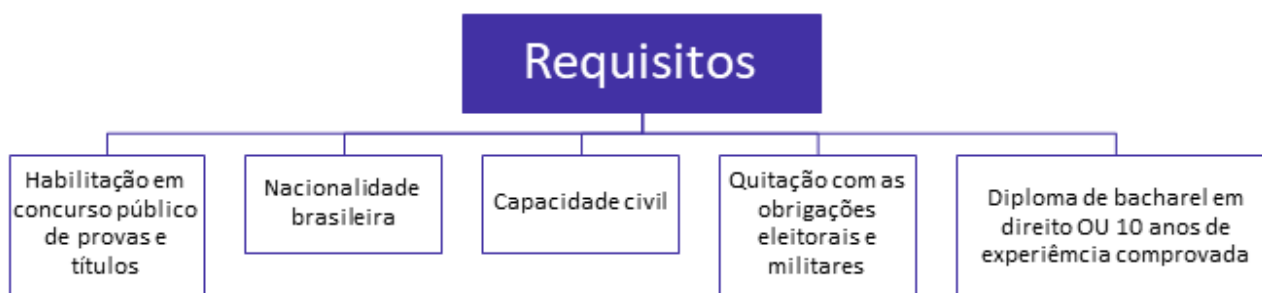 Requisitos
Habilitação em
concurso público
de provas e
títulos
Nacionalidade
brasileira
Capacidade civil
Quitação com as
obrigações
eleitorais e
militares
Diploma de bacharel em
direito OU 10 anos de
experiêmcia comprovada